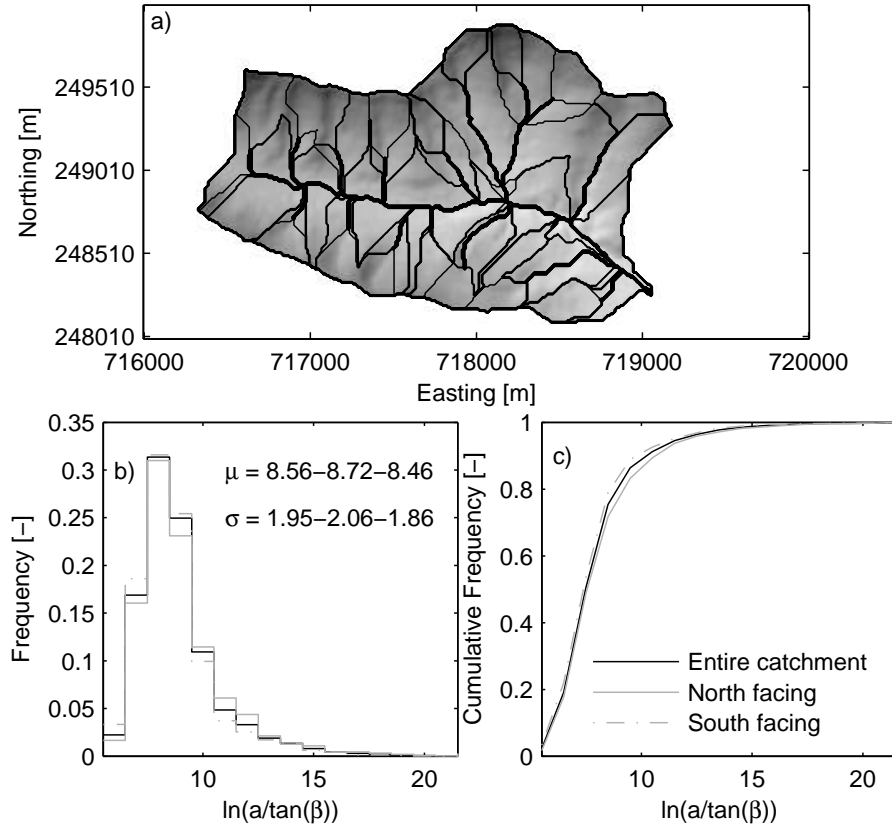 a)
Northing [m]
249510
249010
248510
248010
716000 717000 718000 719000 720000
Easting [m]
b)
μ = 8.56−8.72−8.46
σ = 1.95−2.06−1.86
Frequency [−]
0.35
0.3
0.25
0.2
0.15
0.1
0.05
0
10 15 20
ln(a/tan(β))
c)
Cumulative Frequency [−]
1
0.8
0.6
0.4
0.2
0
Entire catchment
North facing
South facing
10 15 20
ln(a/tan(β))